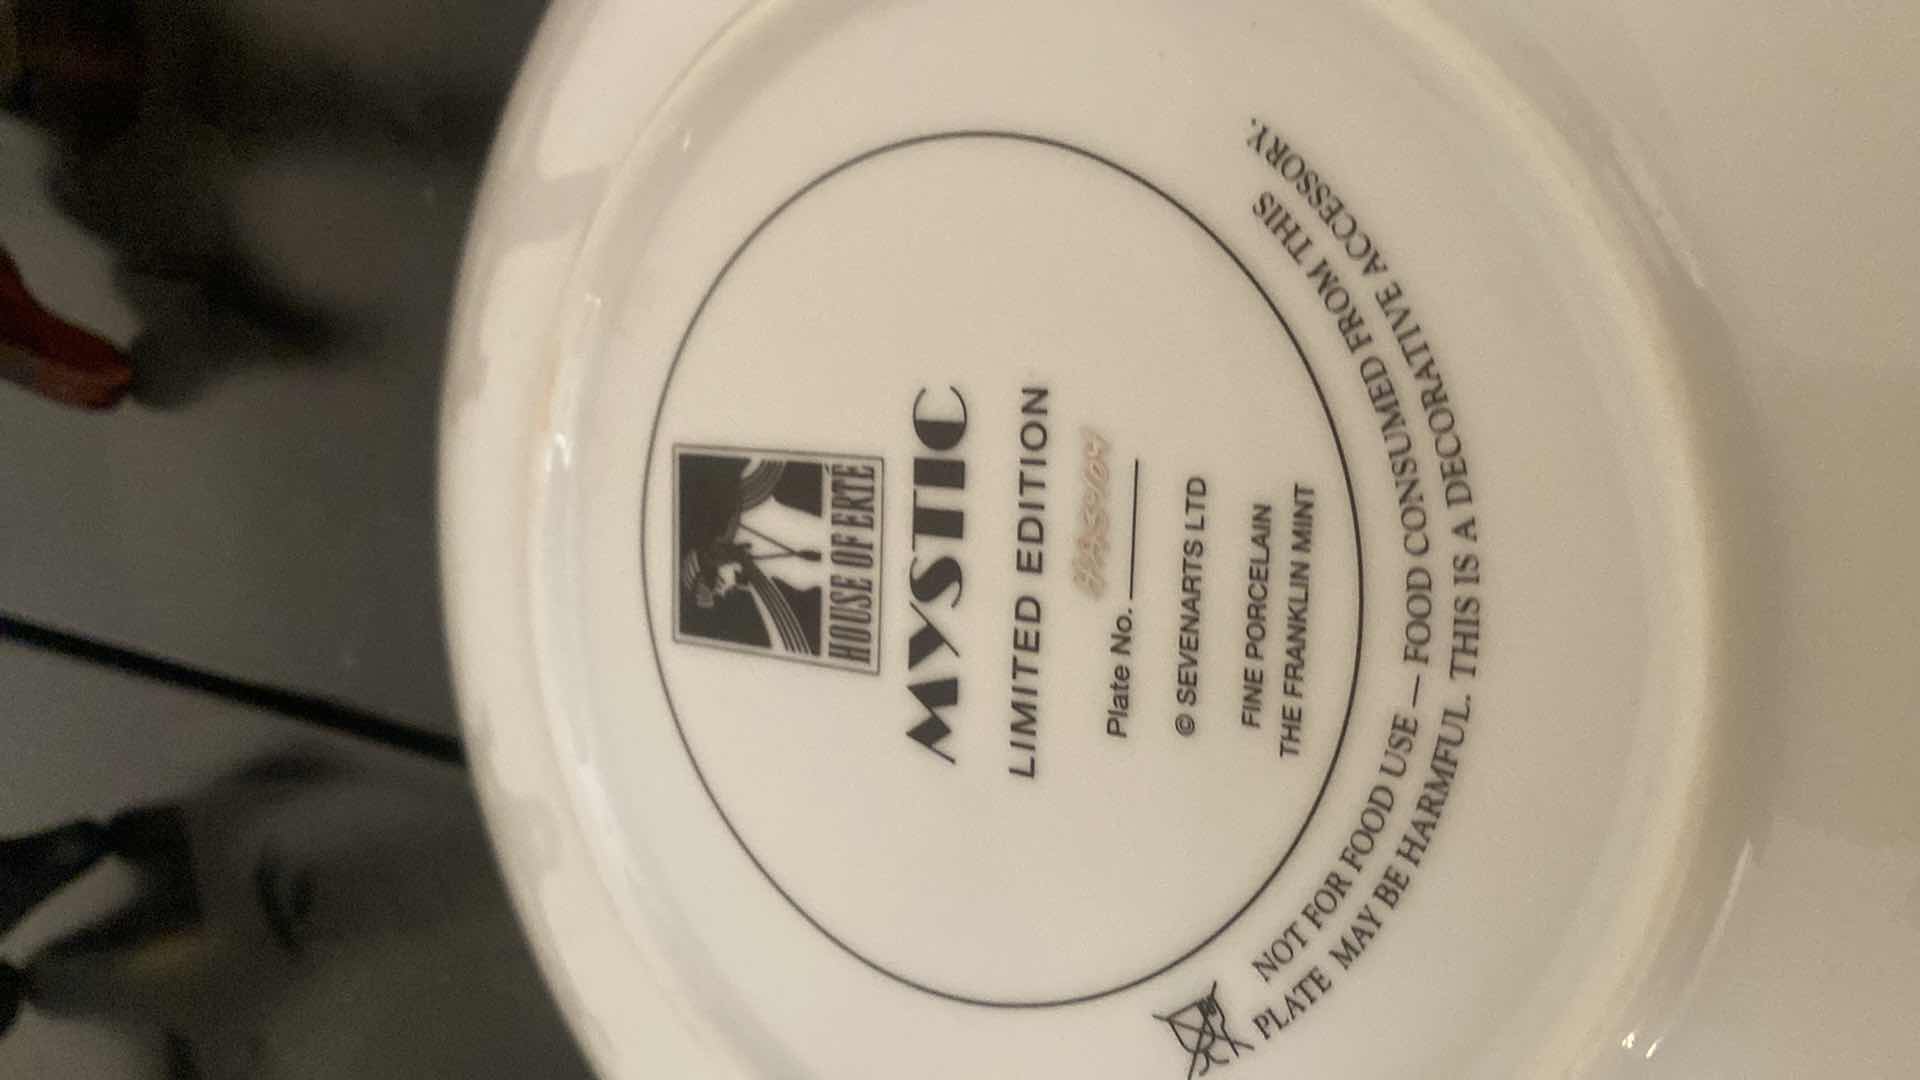 HOUSE OF ERTÉ
MYSTIC
LIMITED EDITION
Plate No.
© SEVENARTS LTD
FINE PORCELAIN
THE FRANKLIN MINT
NOT FOR FOOD USE — FOOD CONSUMED FROM THIS
PLATE MAY BE HARMFUL. THIS IS A DECORATIVE ACCESSORY.